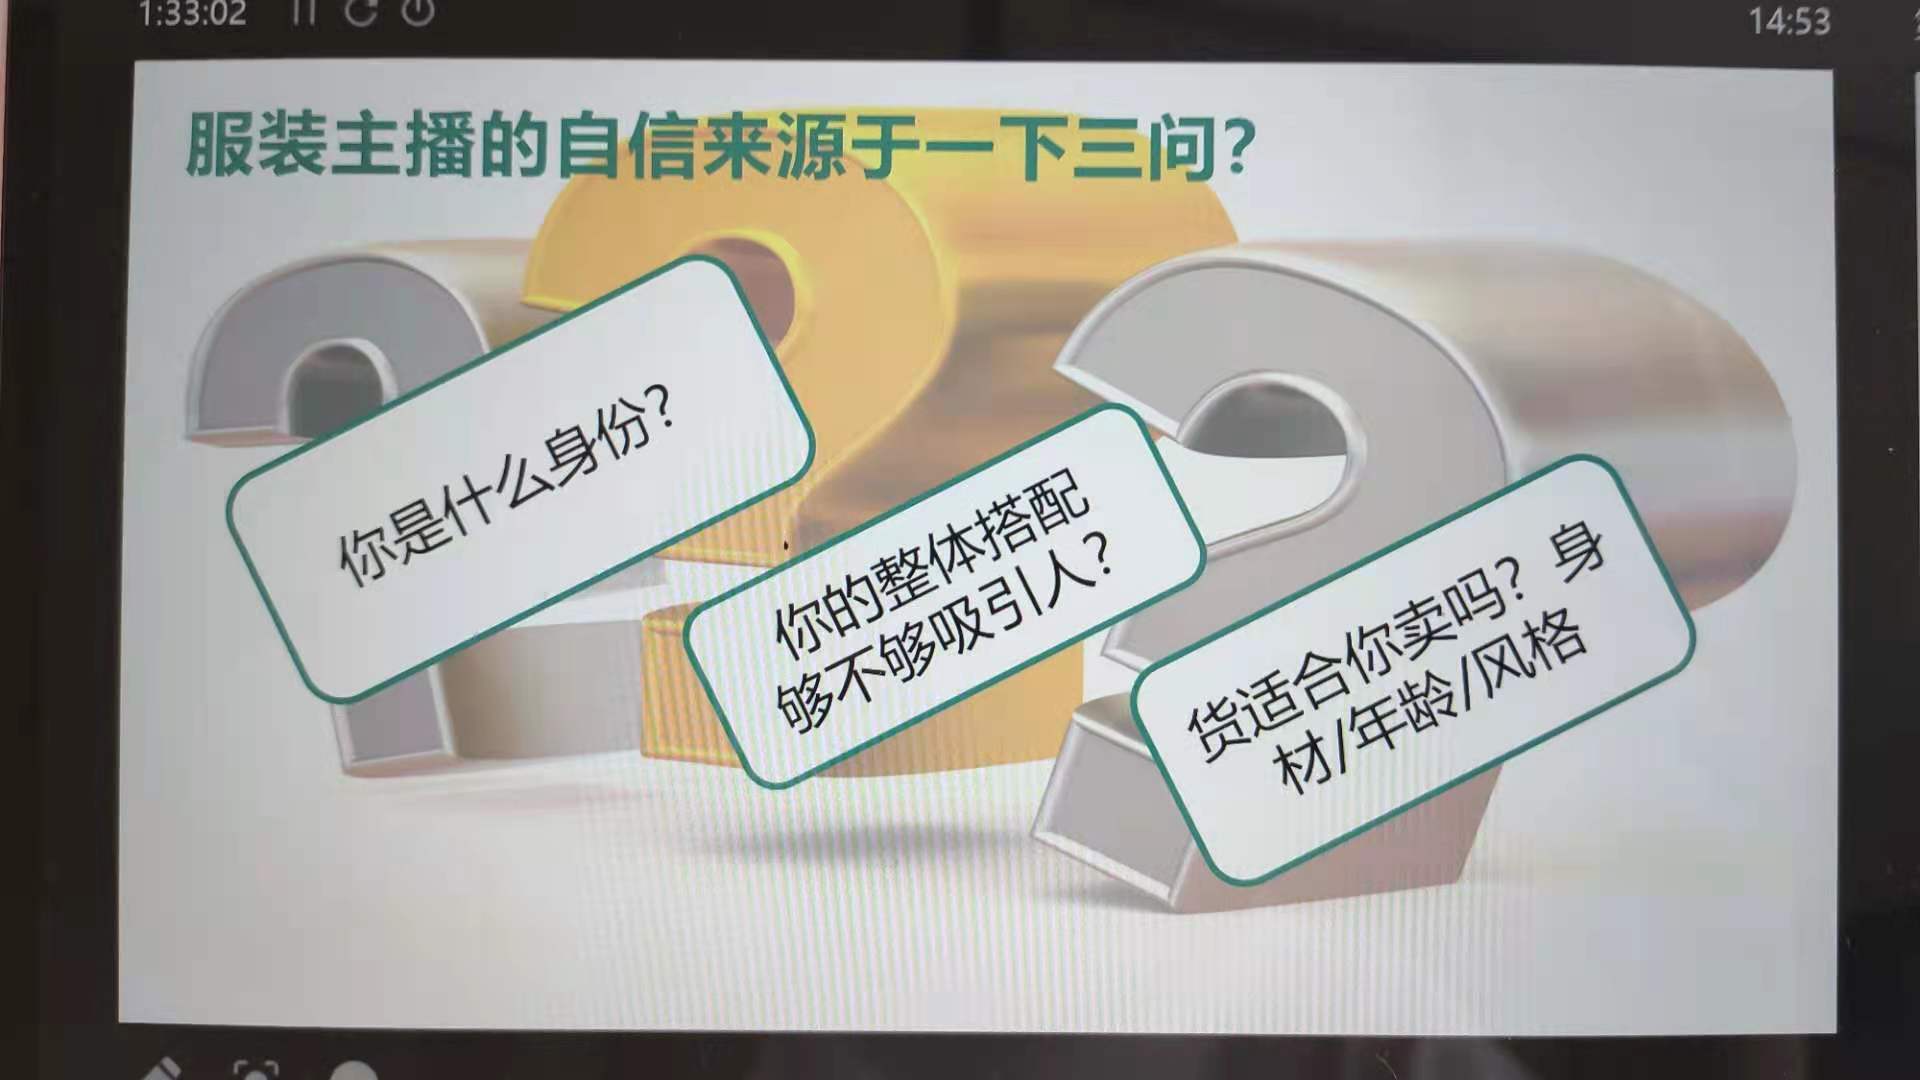 1:33:02
14:53
服装主播的自信来源于一下三问?
你是什么身份?
你的整体搭配
够不够吸引人?
货适合你卖吗?身
材/年龄/风格